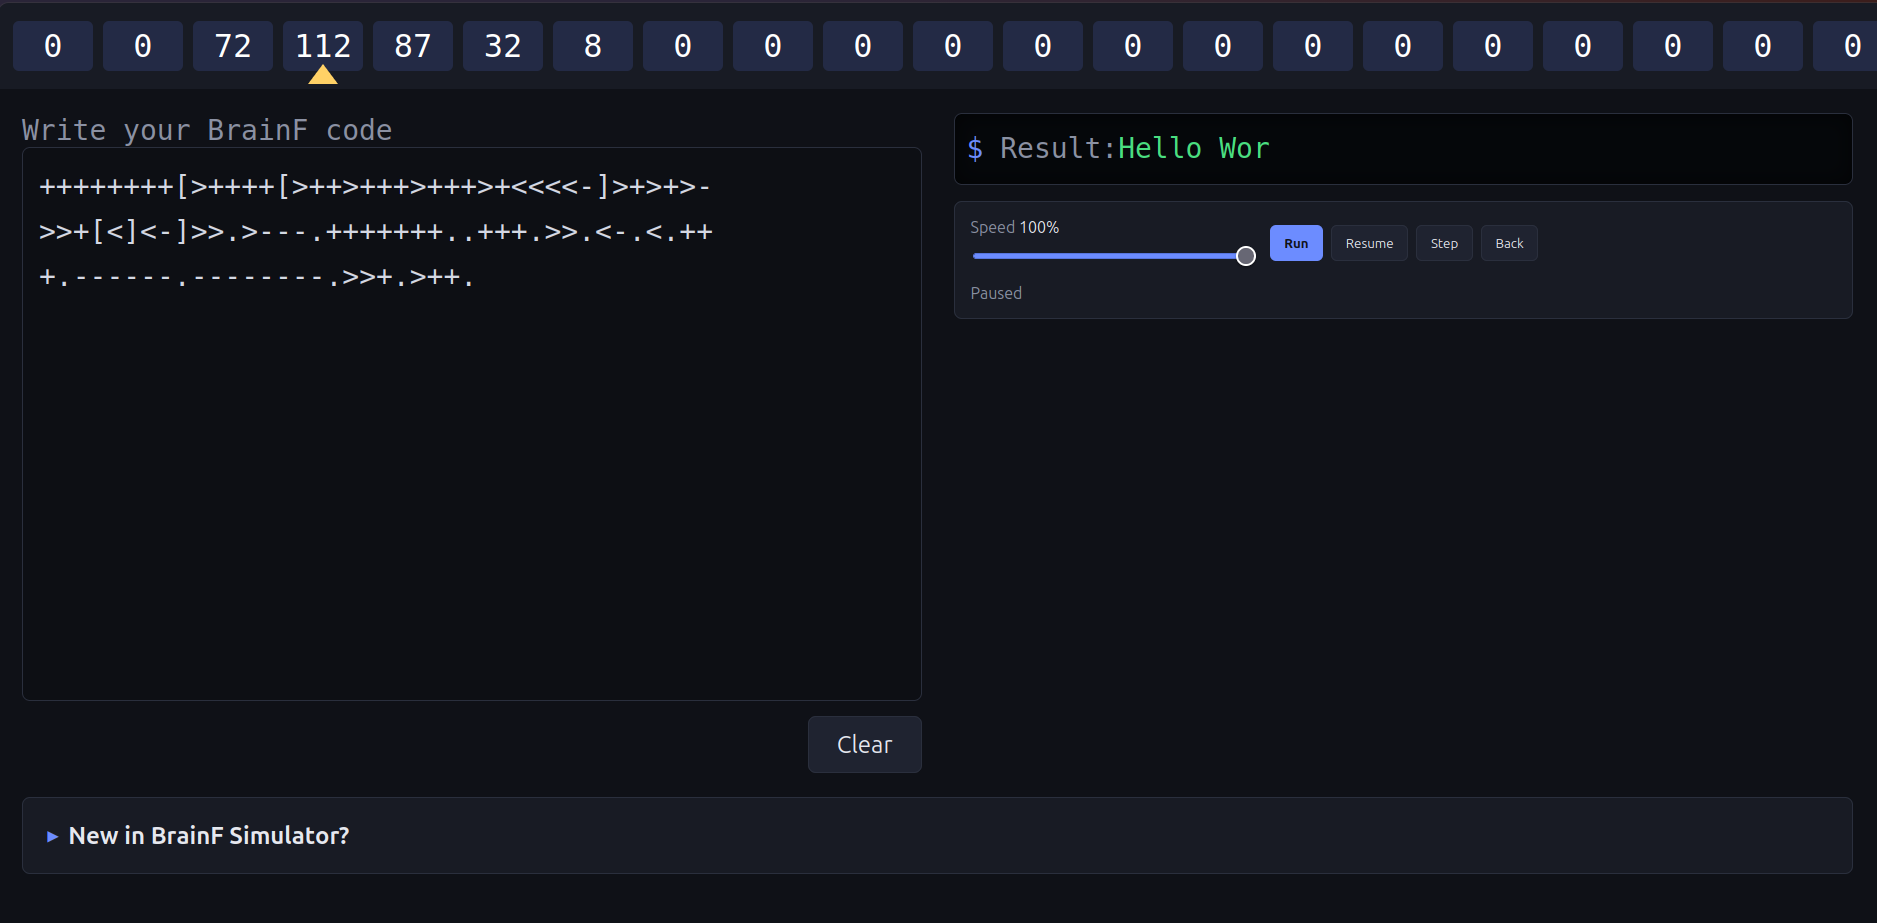 0 0 72 112 87 32 8 0 0 0 0 0 0 0 0 0 0 0 0 0 0
Write your BrainF code
++++++++[>++++[>++>+++>+++>+<<<<-]>+>+>-
>>+[<]<-]>>.>---.+++++++..+++.>>.<-.<.++
+.------.--------.>>+.>++.
Clear
$ Result:Hello Wor
Speed 100%
Run Resume Step Back
Paused
▸ New in BrainF Simulator?